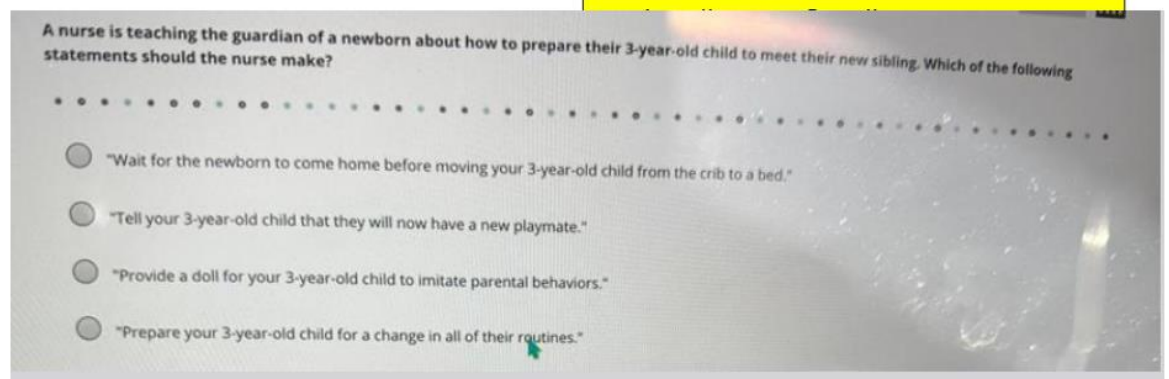 A nurse is teaching the guardian of a newborn about how to prepare their 3-year-old child to meet their new sibling. Which of the following
statements should the nurse make?
"Wait for the newborn to come home before moving your 3-year-old child from the crib to a bed."
"Tell your 3-year-old child that they will now have a new playmate."
"Provide a doll for your 3-year-old child to imitate parental behaviors."
"Prepare your 3-year-old child for a change in all of their routines."